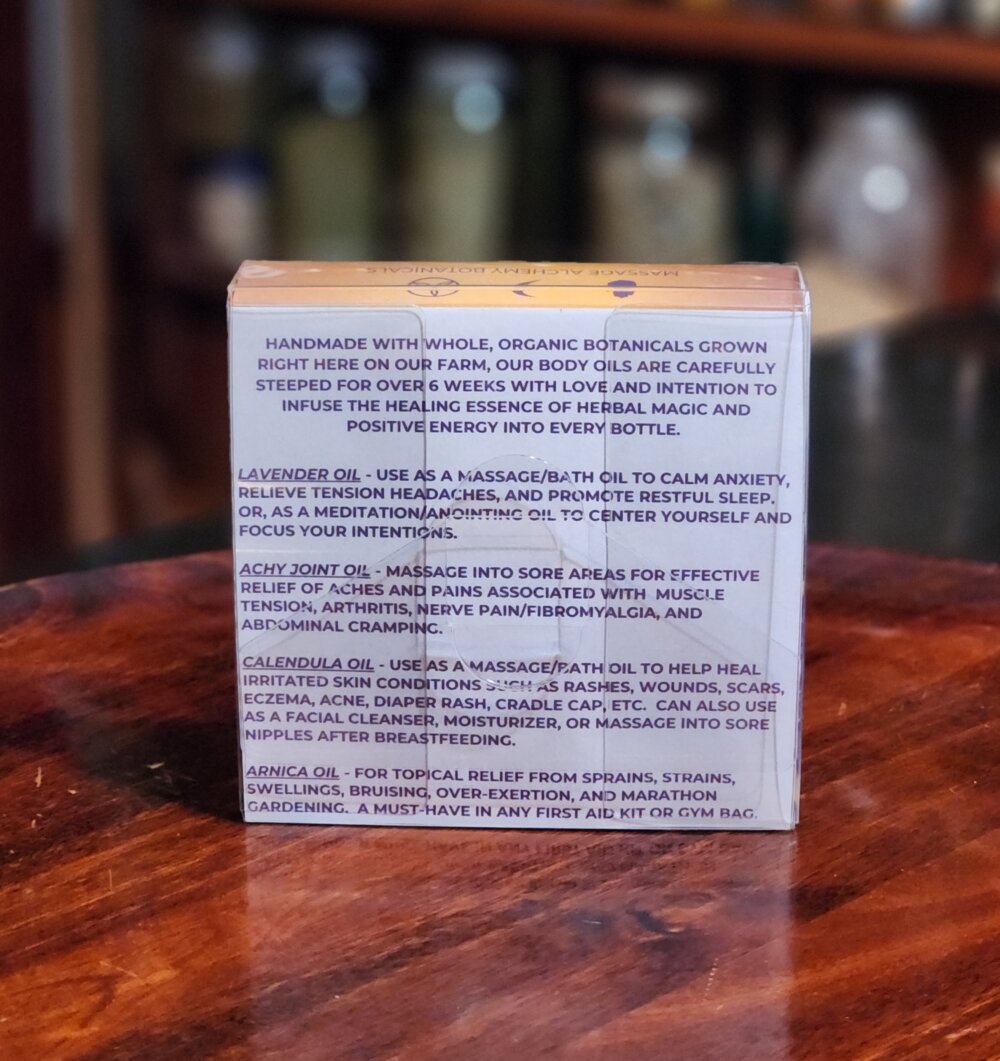 MASSAGE ALCHEMY BOTANICALS
HANDMADE WITH WHOLE, ORGANIC BOTANICALS GROWN
RIGHT HERE ON OUR FARM, OUR BODY OILS ARE CAREFULLY
STEEPED FOR OVER 6 WEEKS WITH LOVE AND INTENTION TO
INFUSE THE HEALING ESSENCE OF HERBAL MAGIC AND
POSITIVE ENERGY INTO EVERY BOTTLE.
LAVENDER OIL - USE AS A MASSAGE/BATH OIL TO CALM ANXIETY,
RELIEVE TENSION HEADACHES, AND PROMOTE RESTFUL SLEEP.
OR, AS A MEDITATION/ANOINTING OIL TO CENTER YOURSELF AND
FOCUS YOUR INTENTIONS.
ACHY JOINT OIL - MASSAGE INTO SORE AREAS FOR EFFECTIVE
RELIEF OF ACHES AND PAINS ASSOCIATED WITH MUSCLE
TENSION, ARTHRITIS, NERVE PAIN/FIBROMYALGIA, AND
ABDOMINAL CRAMPING.
CALENDULA OIL - USE AS A MASSAGE/BATH OIL TO HELP HEAL
IRRITATED SKIN CONDITIONS SUCH AS RASHES, WOUNDS, SCARS,
ECZEMA, ACNE, DIAPER RASH, CRADLE CAP, ETC. CAN ALSO USE
AS A FACIAL CLEANSER, MOISTURIZER, OR MASSAGE INTO SORE
NIPPLES AFTER BREASTFEEDING.
ARNICA OIL - FOR TOPICAL RELIEF FROM SPRAINS, STRAINS,
SWELLINGS, BRUISING, OVER-EXERTION, AND MARATHON
GARDENING. A MUST-HAVE IN ANY FIRST AID KIT OR GYM BAG.